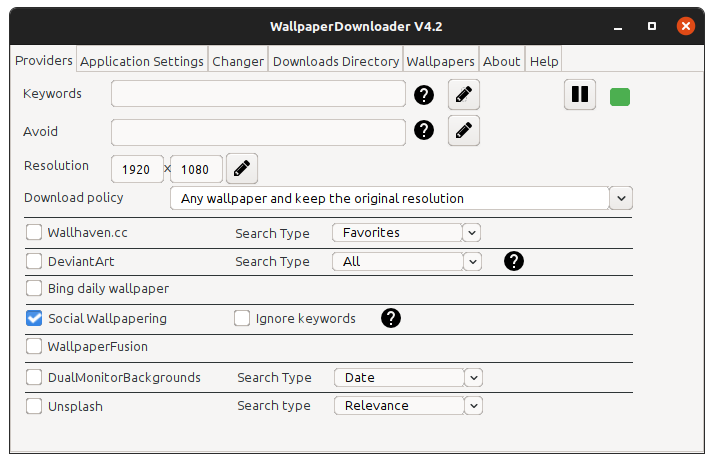 WallpaperDownloader V4.2
Providers Application Settings Changer Downloads Directory Wallpapers About Help
Keywords
Avoid
Resolution 1920 x 1080
Download policy Any wallpaper and keep the original resolution
Wallhaven.cc Search Type Favorites
DeviantArt Search Type All
Bing daily wallpaper
Social Wallpapering Ignore keywords
WallpaperFusion
DualMonitorBackgrounds Search Type Date
Unsplash Search type Relevance